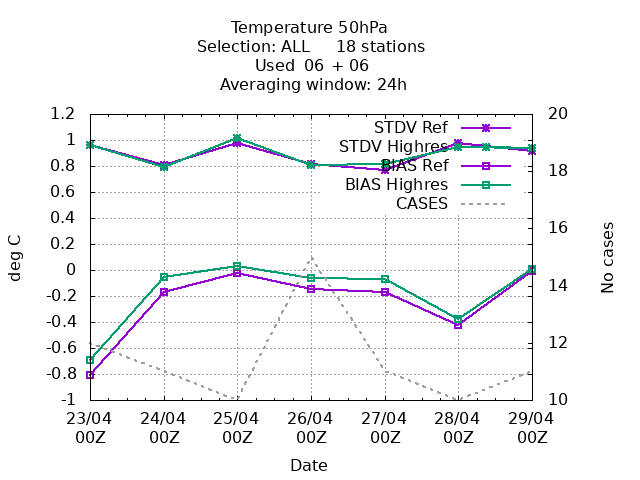 Temperature 50hPa
Selection: ALL 18 stations
Used 06 + 06
Averaging window: 24h
1.2
1
0.8
0.6
0.4
0.2
0
-0.2
-0.4
-0.6
-0.8
-1
20
18
16
14
12
10
STDV Ref
STDV Highres
BIAS Ref
BIAS Highres
CASES
deg C
No cases
23/04 24/04 25/04 26/04 27/04 28/04 29/04
00Z 00Z 00Z 00Z 00Z 00Z 00Z
Date